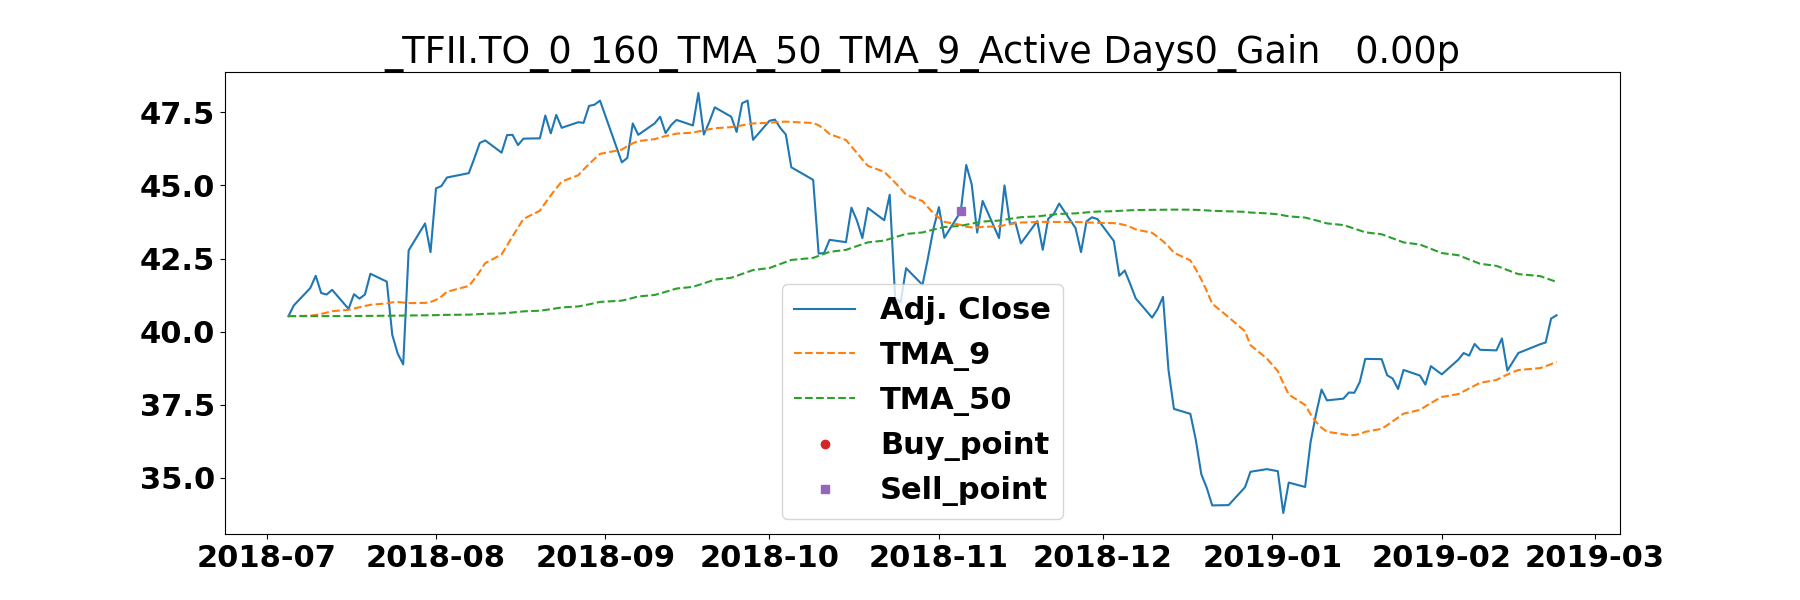 _TFII.TO_0_160_TMA_50_TMA_9_Active Days0_Gain   0.00p
47.5
45.0
42.5
40.0
37.5
35.0
Adj. Close
TMA_9
TMA_50
Buy_point
Sell_point
2018-07 2018-08 2018-09 2018-10 2018-11 2018-12 2019-01 2019-02 2019-03